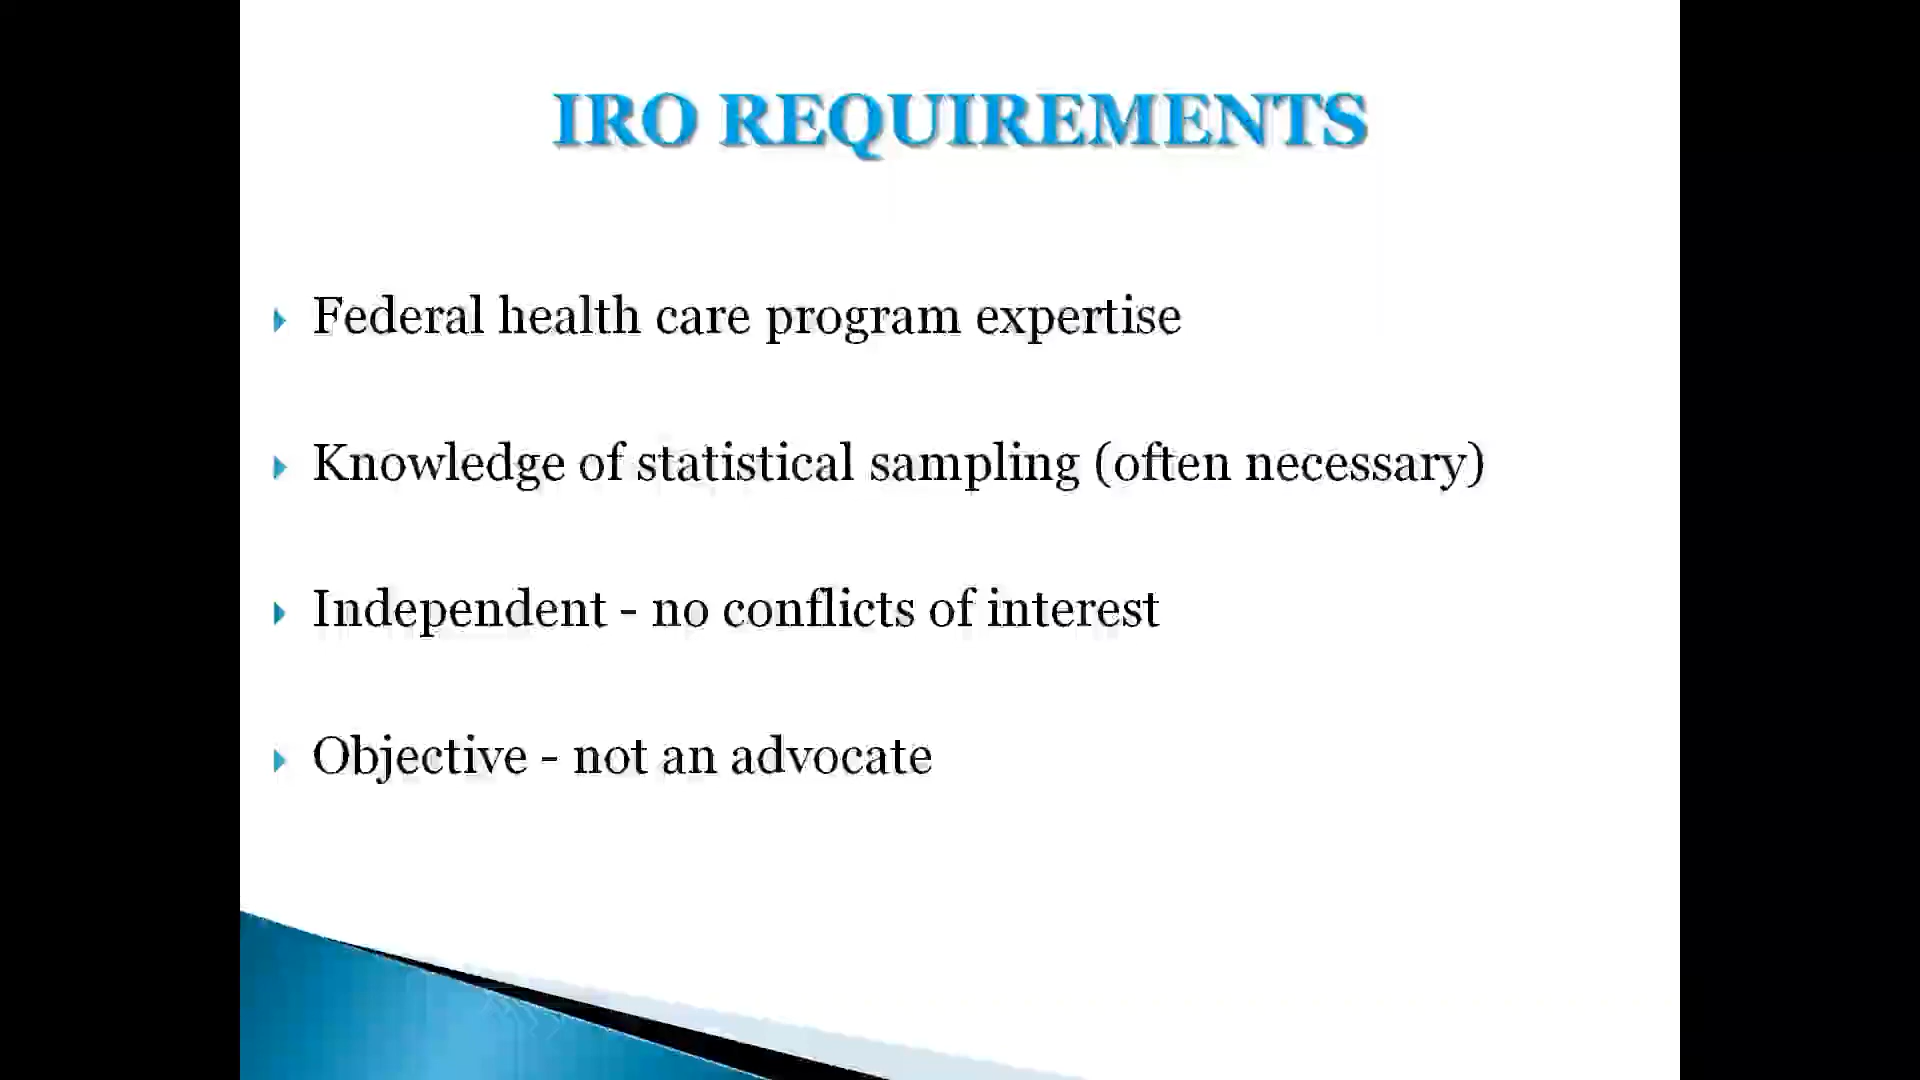 IRO REQUIREMENTS
Federal health care program expertise
Knowledge of statistical sampling (often necessary)
Independent - no conflicts of interest
Objective - not an advocate